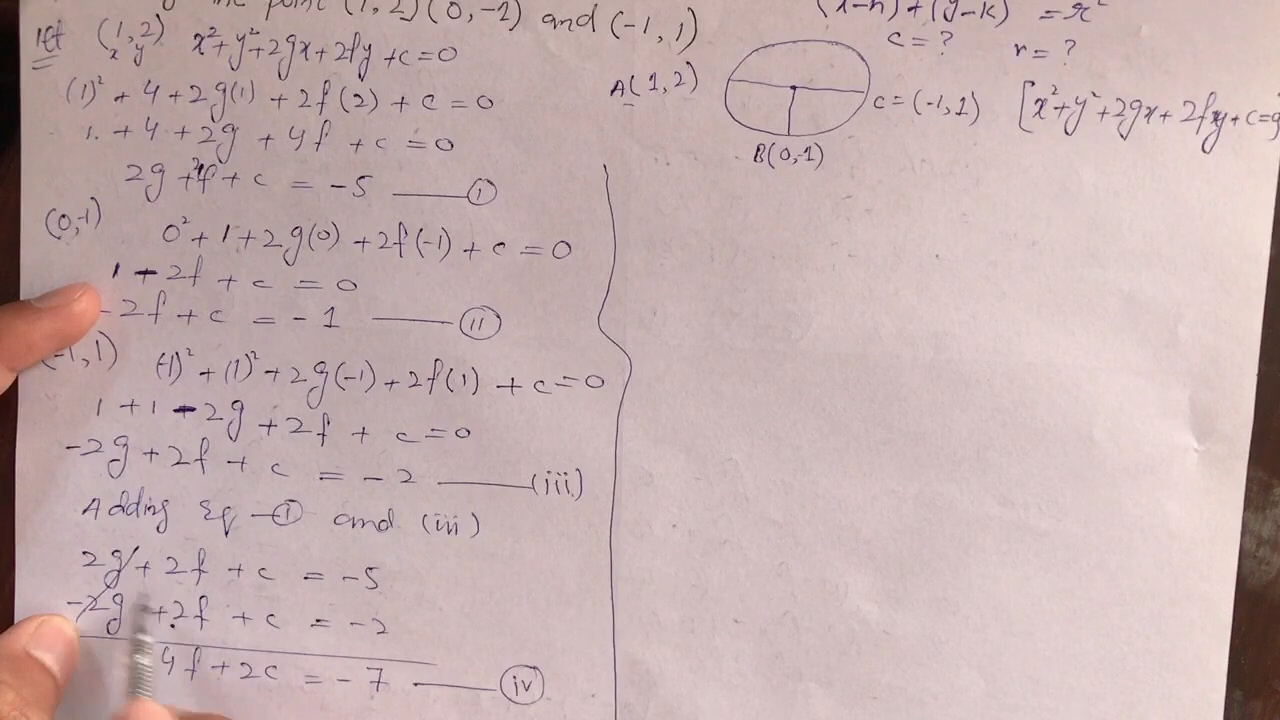 the point (1, 2) (0, -1) and (-1, 1)
let (1, 2) x²+y²+2gx+2fy+c=0
x y
(1)² + 4 + 2g(1) + 2f(2) + c = 0
1 + 4 + 2g + 4f + c = 0
2g + 2f + c = -5 ——— (i)
(0,-1) 0² + 1 + 2g(0) + 2f(-1) + c = 0
1 - 2f + c = 0
-2f + c = -1 ——— (ii)
(-1, 1) (-1)² + (1)² + 2g(-1) + 2f(1) + c = 0
1 + 1 - 2g + 2f + c = 0
-2g + 2f + c = -2 ——— (iii)
Adding Eq - (i) and (iii)
2g + 2f + c = -5
-2g + 2f + c = -2
4f + 2c = -7 ——— (iv)
(x-h) + (y-k) = r²
c = ? r = ?
A(1, 2)
c = (-1, 1) [x²+y²+2gx+2fy+c=0
B(0,-1)